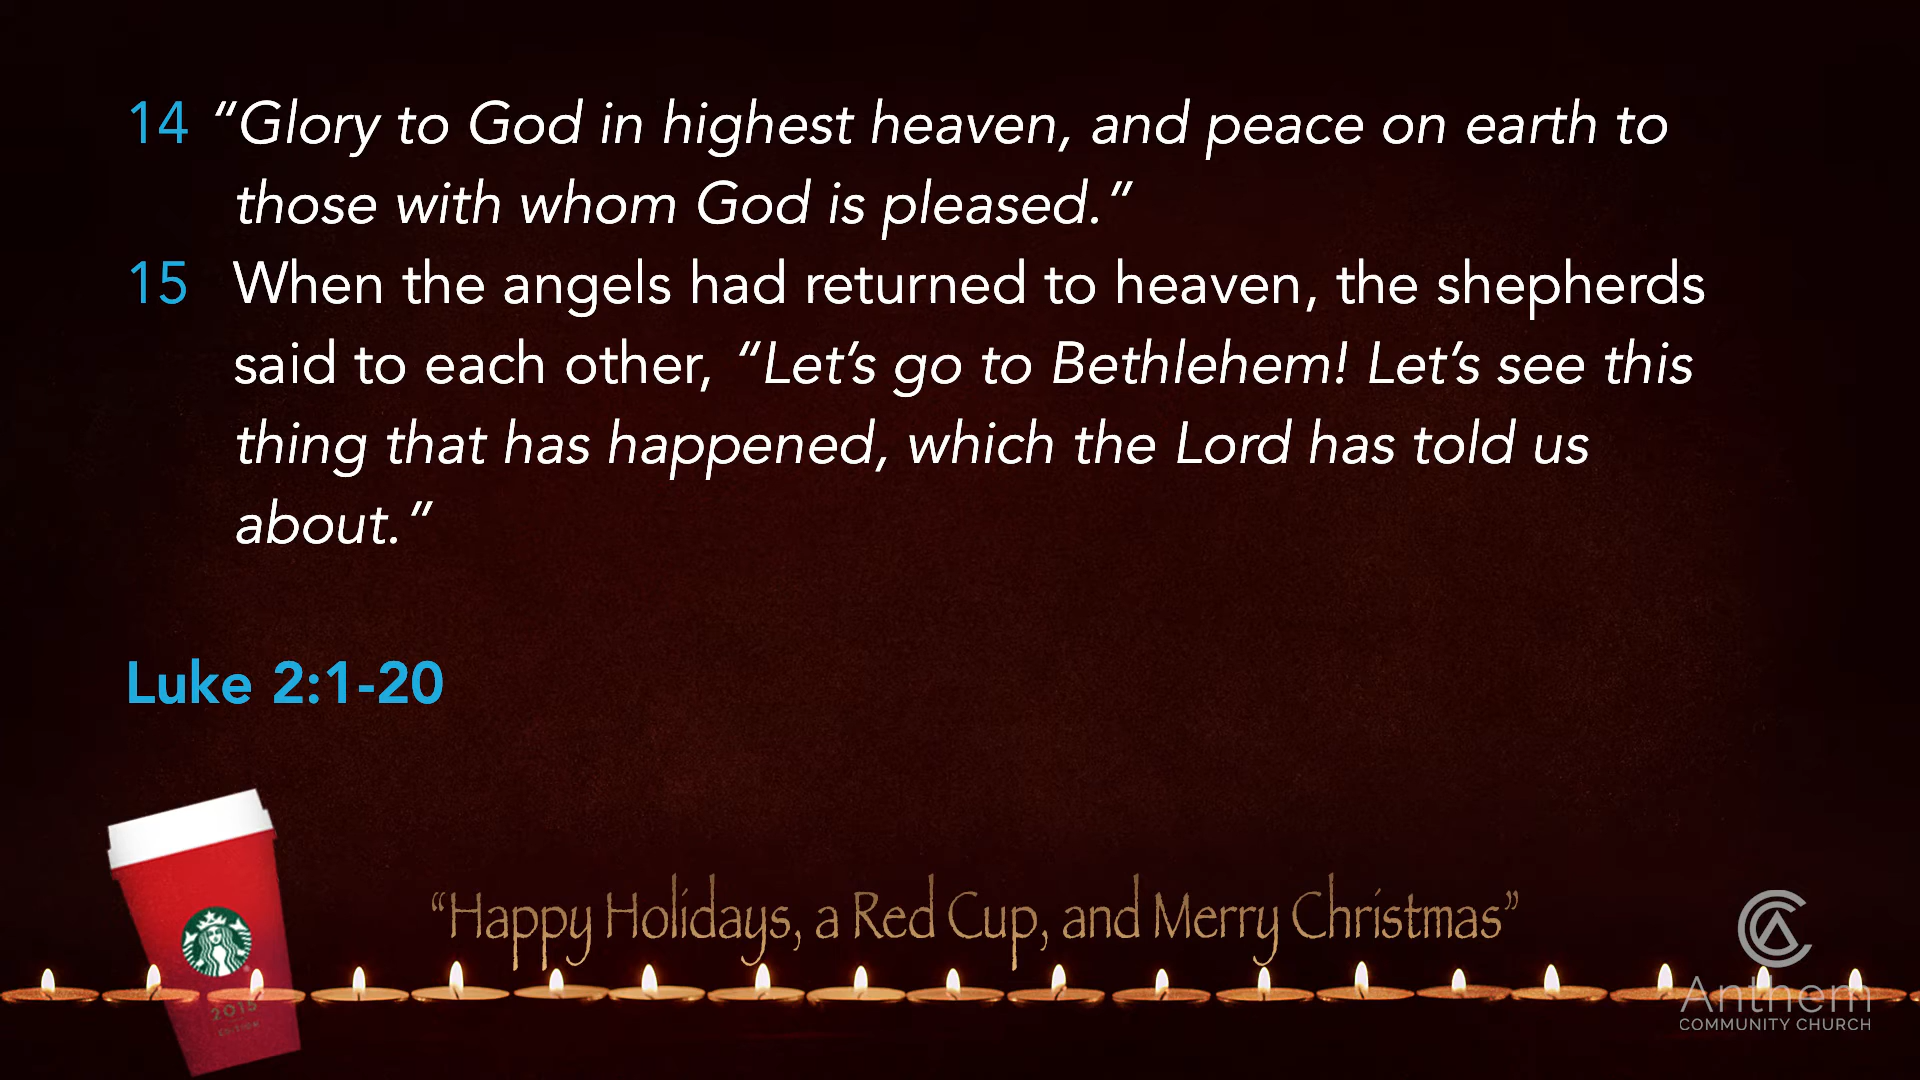 14 “Glory to God in highest heaven, and peace on earth to
those with whom God is pleased.”
15 When the angels had returned to heaven, the shepherds
said to each other, “Let’s go to Bethlehem! Let’s see this
thing that has happened, which the Lord has told us
about.”
Luke 2:1-20
“Happy Holidays, a Red Cup, and Merry Christmas”
2015
EDITION
Anthem
COMMUNITY CHURCH